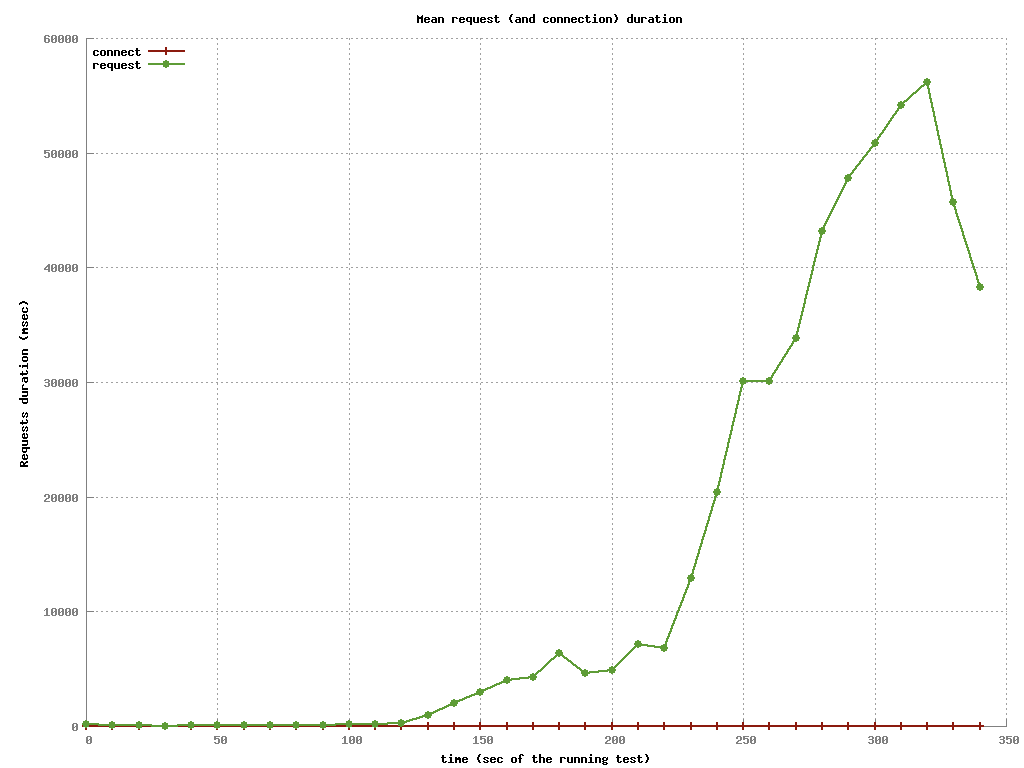 Mean request (and connection) duration
60000
connect
request
50000
40000
Requests duration (msec)
30000
20000
10000
0
0 50 100 150 200 250 300 350
time (sec of the running test)